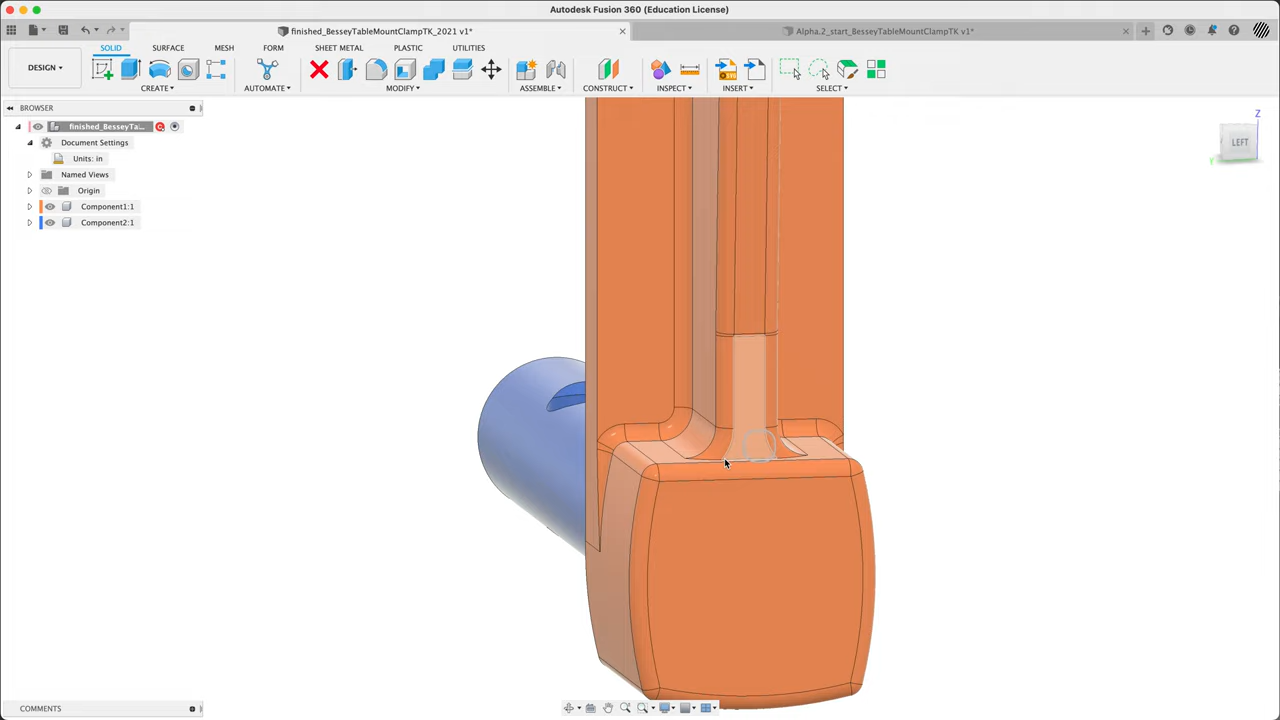 Autodesk Fusion 360 (Education License)
finished_BesseyTableMountClampTK_2021 v1*
Alpha.2_start_BesseyTableMountClampTK v1*
DESIGN
SOLID
SURFACE
MESH
FORM
SHEET METAL
PLASTIC
UTILITIES
CREATE
AUTOMATE
MODIFY
ASSEMBLE
CONSTRUCT
INSPECT
INSERT
SELECT
BROWSER
finished_BesseyTa...
Document Settings
Units: in
Named Views
Origin
Component1:1
Component2:1
Z
LEFT
Y
COMMENTS